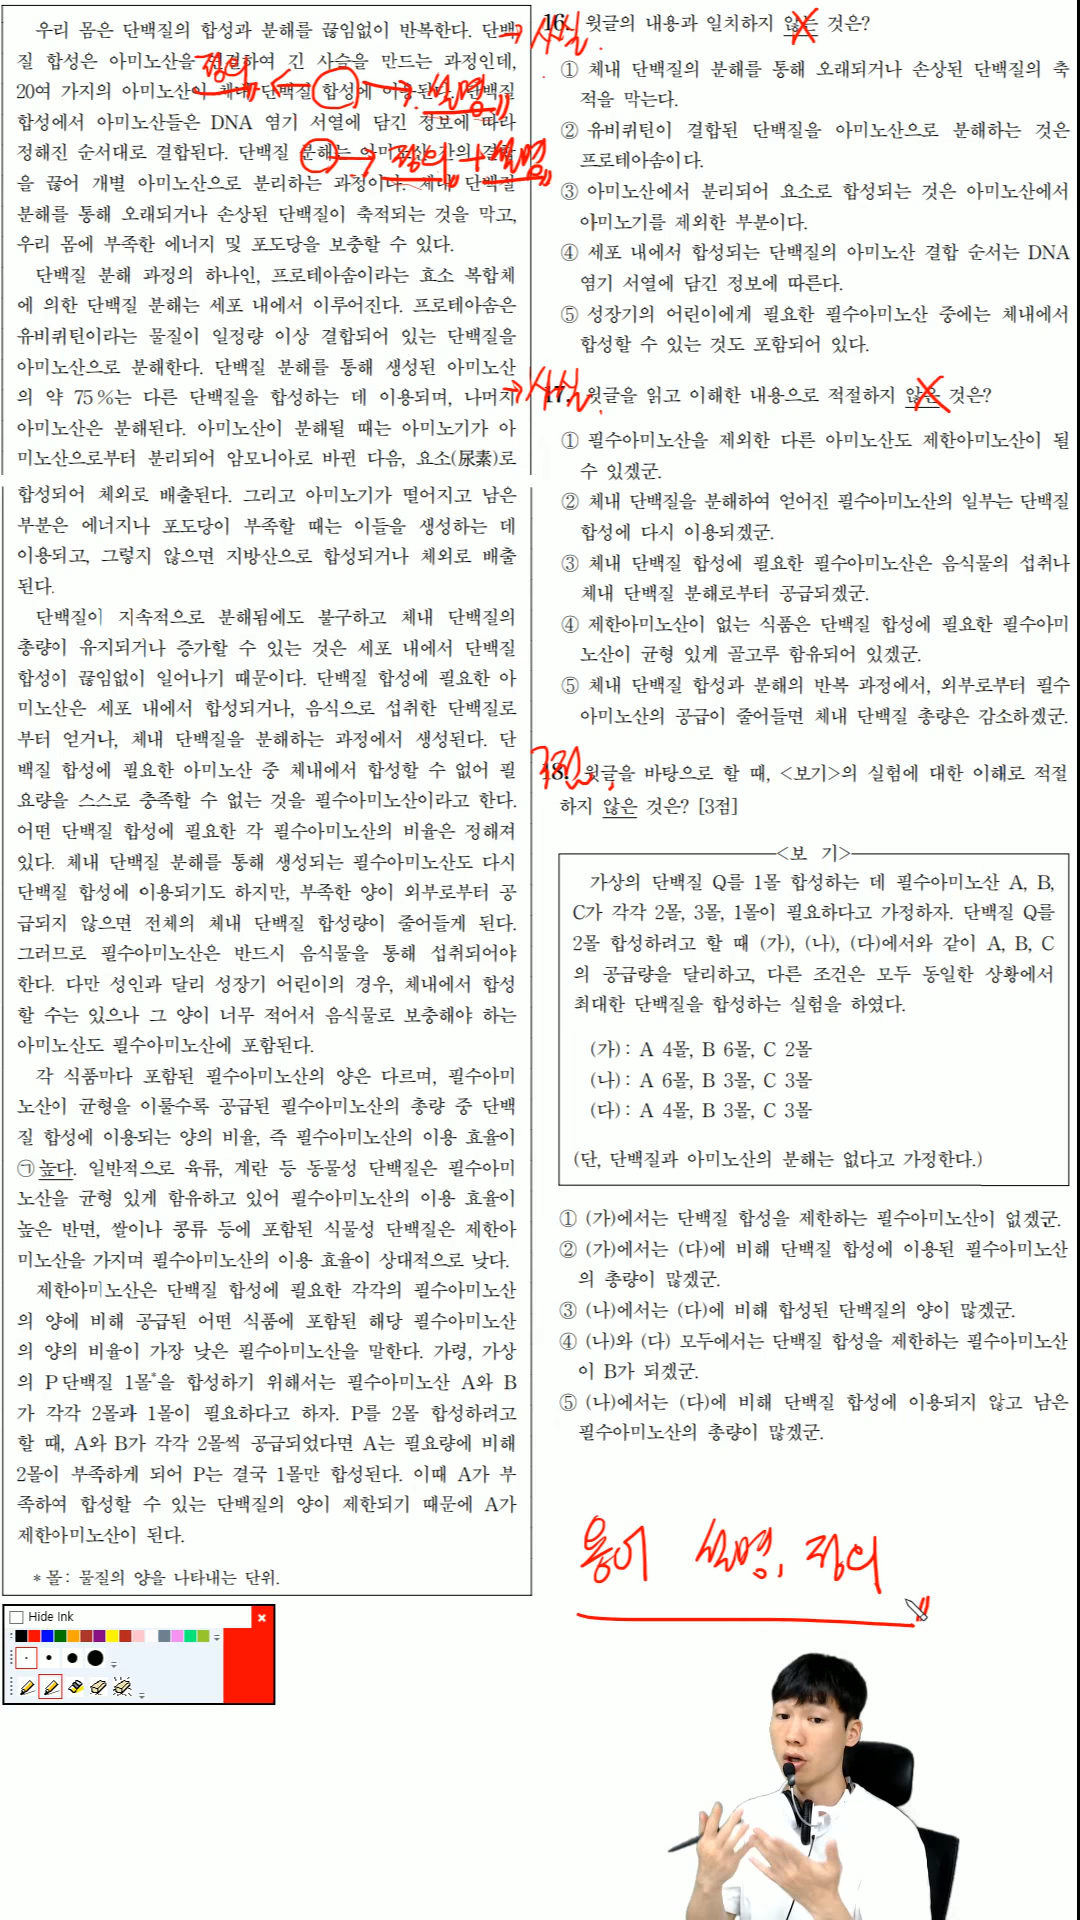 우리 몸은 단백질의 합성과 분해를 끊임없이 반복한다. 단백
질 합성은 아미노산을 연결하여 긴 사슬을 만드는 과정인데,
20여 가지의 아미노산이 체내 단백질 합성에 이용된다. 단백질
합성에서 아미노산들은 DNA 염기 서열에 담긴 정보에 따라
정해진 순서대로 결합된다. 단백질 분해는 아미노산 간의 결합
을 끊어 개별 아미노산으로 분리하는 과정이다. 체내 단백질
분해를 통해 오래되거나 손상된 단백질이 축적되는 것을 막고,
우리 몸에 부족한 에너지 및 포도당을 보충할 수 있다.
단백질 분해 과정의 하나인, 프로테아솜이라는 효소 복합체
에 의한 단백질 분해는 세포 내에서 이루어진다. 프로테아솜은
유비퀴틴이라는 물질이 일정량 이상 결합되어 있는 단백질을
아미노산으로 분해한다. 단백질 분해를 통해 생성된 아미노산
의 약 75%는 다른 단백질을 합성하는 데 이용되며, 나머지
아미노산은 분해된다. 아미노산이 분해될 때는 아미노기가 아
미노산으로부터 분리되어 암모니아로 바뀐 다음, 요소(尿素)로
합성되어 체외로 배출된다. 그리고 아미노기가 떨어지고 남은
부분은 에너지나 포도당이 부족할 때는 이들을 생성하는 데
이용되고, 그렇지 않으면 지방산으로 합성되거나 체외로 배출
된다.
단백질이 지속적으로 분해됨에도 불구하고 체내 단백질의
총량이 유지되거나 증가할 수 있는 것은 세포 내에서 단백질
합성이 끊임없이 일어나기 때문이다. 단백질 합성에 필요한 아
미노산은 세포 내에서 합성되거나, 음식으로 섭취한 단백질로
부터 얻거나, 체내 단백질을 분해하는 과정에서 생성된다. 단
백질 합성에 필요한 아미노산 중 체내에서 합성할 수 없어 필
요량을 스스로 충족할 수 없는 것을 필수아미노산이라고 한다.
어떤 단백질 합성에 필요한 각 필수아미노산의 비율은 정해져
있다. 체내 단백질 분해를 통해 생성되는 필수아미노산도 다시
단백질 합성에 이용되기도 하지만, 부족한 양이 외부로부터 공
급되지 않으면 전체의 체내 단백질 합성량이 줄어들게 된다.
그러므로 필수아미노산은 반드시 음식물을 통해 섭취되어야
한다. 다만 성인과 달리 성장기 어린이의 경우, 체내에서 합성
할 수는 있으나 그 양이 너무 적어서 음식물로 보충해야 하는
아미노산도 필수아미노산에 포함된다.
각 식품마다 포함된 필수아미노산의 양은 다르며, 필수아미
노산이 균형을 이룰수록 공급된 필수아미노산의 총량 중 단백
질 합성에 이용되는 양의 비율, 즉 필수아미노산의 이용 효율이
㉠높다. 일반적으로 육류, 계란 등 동물성 단백질은 필수아미
노산을 균형 있게 함유하고 있어 필수아미노산의 이용 효율이
높은 반면, 쌀이나 콩류 등에 포함된 식물성 단백질은 제한아
미노산을 가지며 필수아미노산의 이용 효율이 상대적으로 낮다.
제한아미노산은 단백질 합성에 필요한 각각의 필수아미노산
의 양에 비해 공급된 어떤 식품에 포함된 해당 필수아미노산
의 양의 비율이 가장 낮은 필수아미노산을 말한다. 가령, 가상
의 P 단백질 1몰*을 합성하기 위해서는 필수아미노산 A와 B
가 각각 2몰과 1몰이 필요하다고 하자. P를 2몰 합성하려고
할 때, A와 B가 각각 2몰씩 공급되었다면 A는 필요량에 비해
2몰이 부족하게 되어 P는 결국 1몰만 합성된다. 이때 A가 부
족하여 합성할 수 있는 단백질의 양이 제한되기 때문에 A가
제한아미노산이 된다.
* 몰: 물질의 양을 나타내는 단위.
정의 설명
정의 + 설명
Hide Ink
16. 윗글의 내용과 일치하지 않는 것은?
사실
① 체내 단백질의 분해를 통해 오래되거나 손상된 단백질의 축
적을 막는다.
② 유비퀴틴이 결합된 단백질을 아미노산으로 분해하는 것은
프로테아솜이다.
③ 아미노산에서 분리되어 요소로 합성되는 것은 아미노산에서
아미노기를 제외한 부분이다.
④ 세포 내에서 합성되는 단백질의 아미노산 결합 순서는 DNA
염기 서열에 담긴 정보에 따른다.
⑤ 성장기의 어린이에게 필요한 필수아미노산 중에는 체내에서
합성할 수 있는 것도 포함되어 있다.
17. 윗글을 읽고 이해한 내용으로 적절하지 않은 것은?
사실
① 필수아미노산을 제외한 다른 아미노산도 제한아미노산이 될
수 있겠군.
② 체내 단백질을 분해하여 얻어진 필수아미노산의 일부는 단백질
합성에 다시 이용되겠군.
③ 체내 단백질 합성에 필요한 필수아미노산은 음식물의 섭취나
체내 단백질 분해로부터 공급되겠군.
④ 제한아미노산이 없는 식품은 단백질 합성에 필요한 필수아미
노산이 균형 있게 골고루 함유되어 있겠군.
⑤ 체내 단백질 합성과 분해의 반복 과정에서, 외부로부터 필수
아미노산의 공급이 줄어들면 체내 단백질 총량은 감소하겠군.
18. 윗글을 바탕으로 할 때, <보기>의 실험에 대한 이해로 적절
하지 않은 것은? [3점]
<보 기>
가상의 단백질 Q를 1몰 합성하는 데 필수아미노산 A, B,
C가 각각 2몰, 3몰, 1몰이 필요하다고 가정하자. 단백질 Q를
2몰 합성하려고 할 때 (가), (나), (다)에서와 같이 A, B, C
의 공급량을 달리하고, 다른 조건은 모두 동일한 상황에서
최대한 단백질을 합성하는 실험을 하였다.
(가): A 4몰, B 6몰, C 2몰
(나): A 6몰, B 3몰, C 3몰
(다): A 4몰, B 3몰, C 3몰
(단, 단백질과 아미노산의 분해는 없다고 가정한다.)
① (가)에서는 단백질 합성을 제한하는 필수아미노산이 없겠군.
② (가)에서는 (다)에 비해 단백질 합성에 이용된 필수아미노산
의 총량이 많겠군.
③ (나)에서는 (다)에 비해 합성된 단백질의 양이 많겠군.
④ (나)와 (다) 모두에서는 단백질 합성을 제한하는 필수아미노산
이 B가 되겠군.
⑤ (나)에서는 (다)에 비해 단백질 합성에 이용되지 않고 남은
필수아미노산의 총량이 많겠군.
용어 설명, 정의